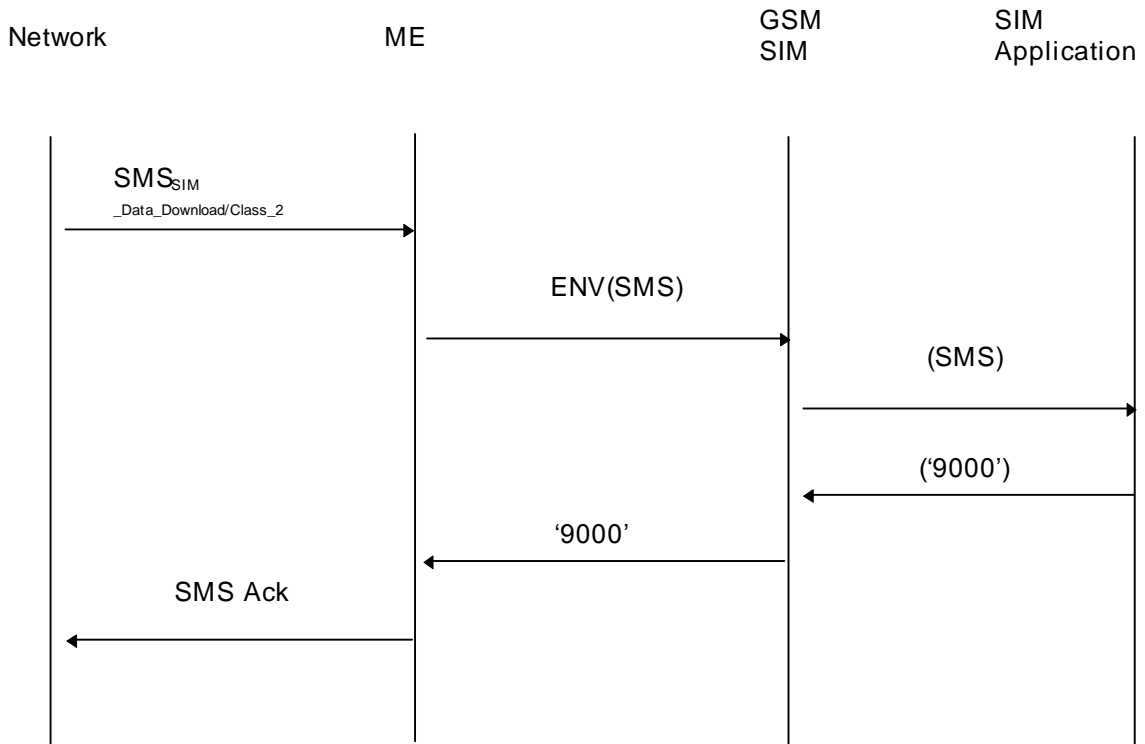 Network
ME
GSM
SIM
SIM
Application
SMSSIM
_Data_Download/Class_2
ENV(SMS)
(SMS)
(‘9000’)
‘9000’
SMS Ack